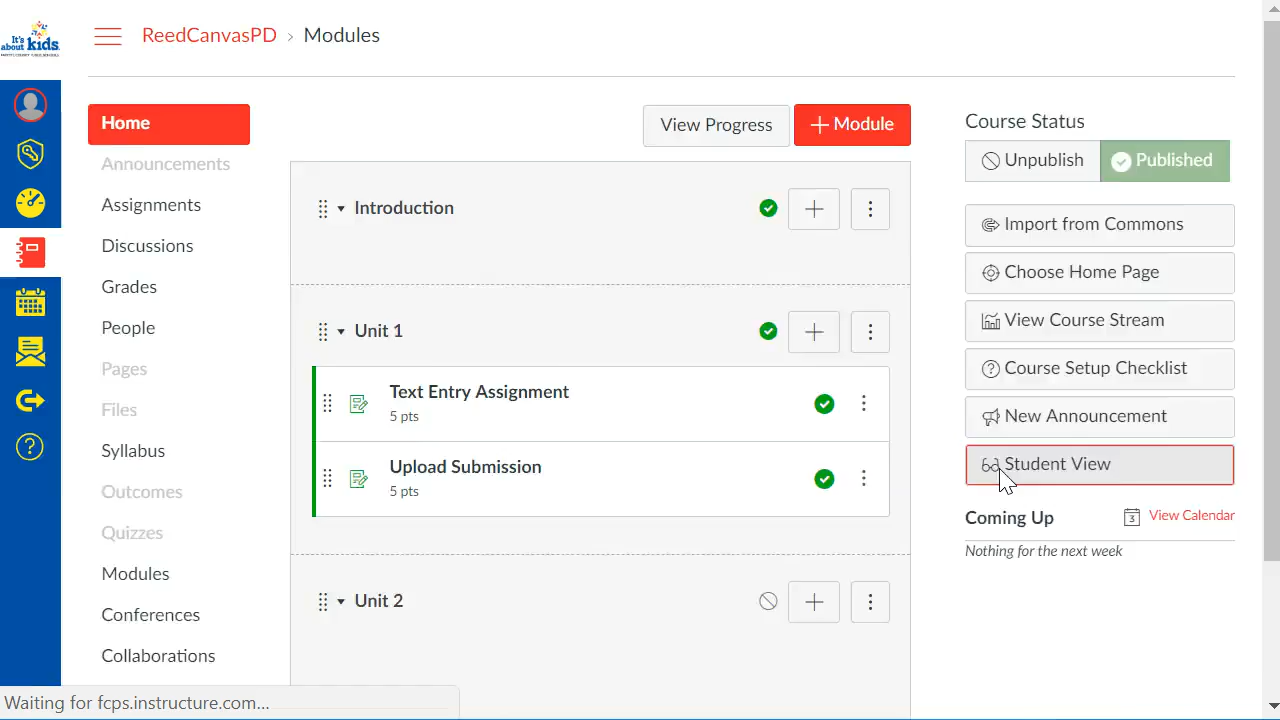 It's
about kids.
ReedCanvasPD › Modules
Home
Announcements
Assignments
Discussions
Grades
People
Pages
Files
Syllabus
Outcomes
Quizzes
Modules
Conferences
Collaborations
View Progress
+ Module
Introduction
Unit 1
Text Entry Assignment
5 pts
Upload Submission
5 pts
Unit 2
Course Status
Unpublish
Published
Import from Commons
Choose Home Page
View Course Stream
Course Setup Checklist
New Announcement
Student View
Coming Up
3 View Calendar
Nothing for the next week
Waiting for fcps.instructure.com...